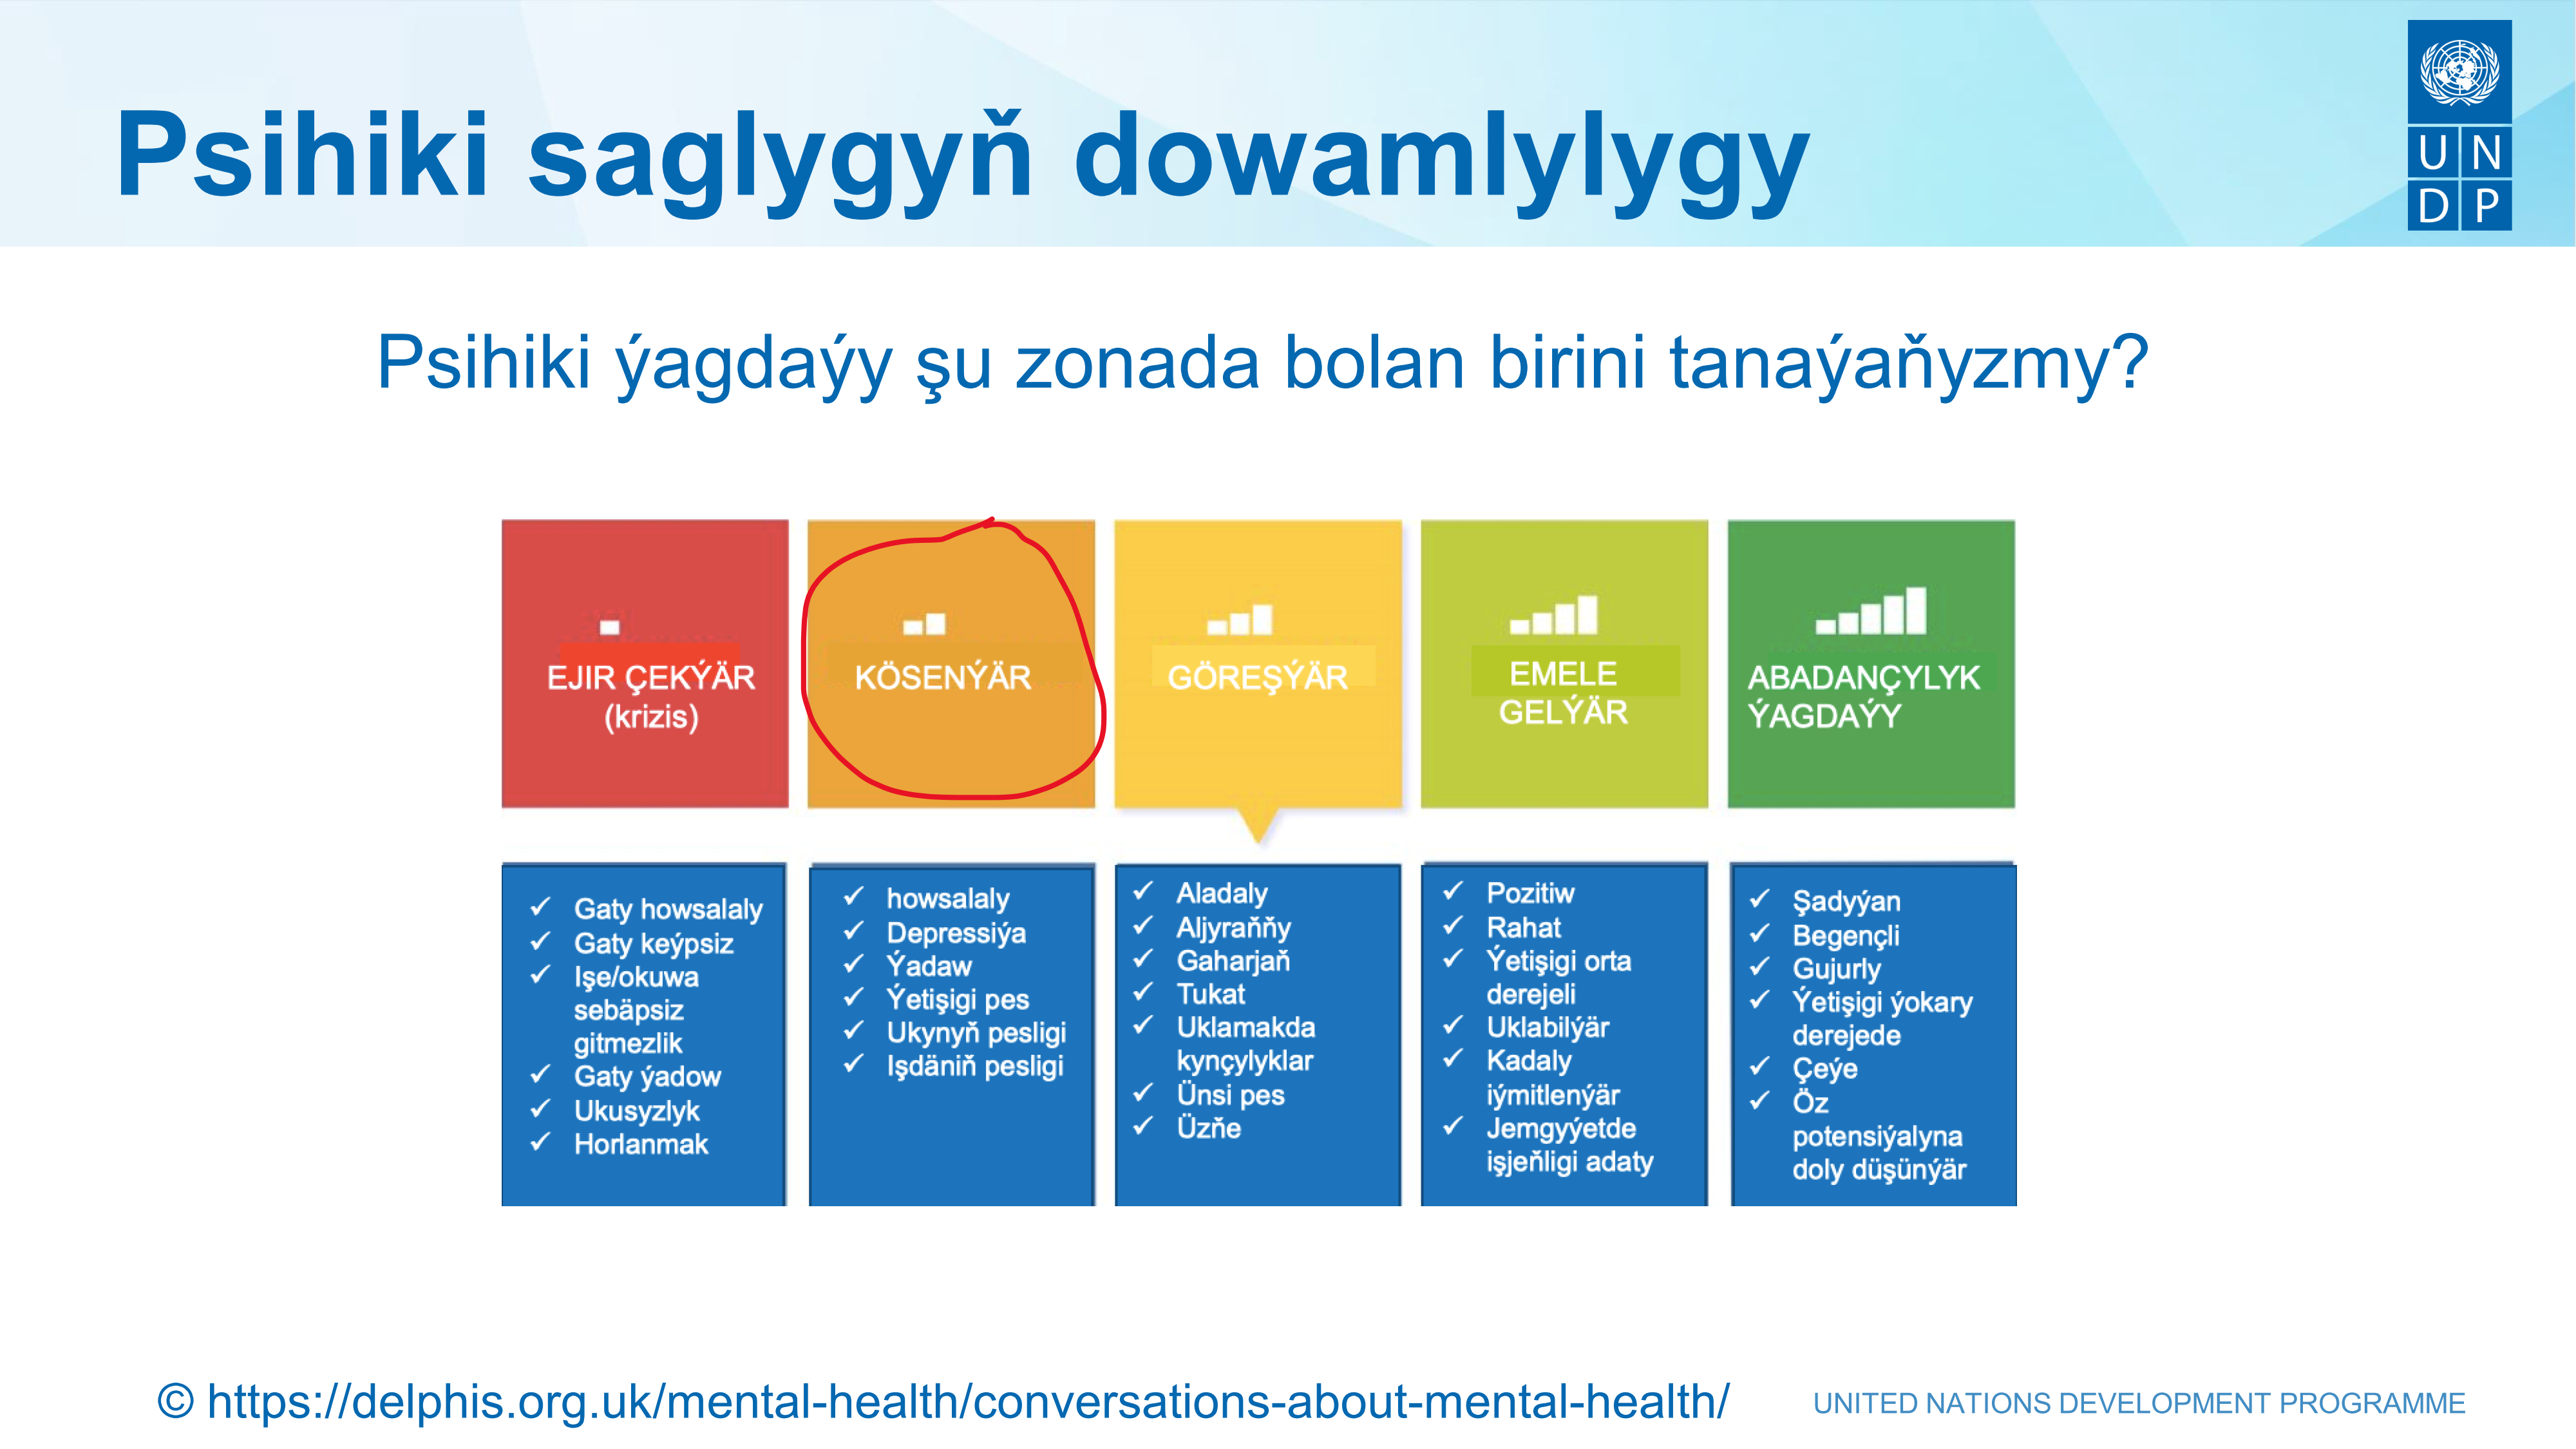 Psihiki saglygyň dowamlylygy
U N
D P
Psihiki ýagdaýy şu zonada bolan birini tanaýaňyzmy?
EJIR ÇEKÝÄR
(krizis)
KÖSENÝÄR
GÖREŞÝÄR
EMELE
GELÝÄR
ABADANÇYLYK
ÝAGDAÝY
✓ Gaty howsalaly
✓ Gaty keýpsiz
✓ Işe/okuwa
sebäpsiz
gitmezlik
✓ Gaty ýadow
✓ Ukusyzlyk
✓ Horlanmak
✓ howsalaly
✓ Depressiýa
✓ Ýadaw
✓ Ýetişigi pes
✓ Ukynyň pesligi
✓ Işdäniň pesligi
✓ Aladaly
✓ Aljyraňňy
✓ Gaharjaň
✓ Tukat
✓ Uklamakda
kynçylyklar
✓ Ünsi pes
✓ Üzňe
✓ Pozitiw
✓ Rahat
✓ Ýetişigi orta
derejeli
✓ Uklabilýär
✓ Kadaly
iýmitlenýär
✓ Jemgyýetde
işjeňligi adaty
✓ Şadyýan
✓ Begençli
✓ Gujurly
✓ Ýetişigi ýokary
derejede
✓ Çeýe
✓ Öz
potensiýalyna
doly düşünýär
© https://delphis.org.uk/mental-health/conversations-about-mental-health/
UNITED NATIONS DEVELOPMENT PROGRAMME